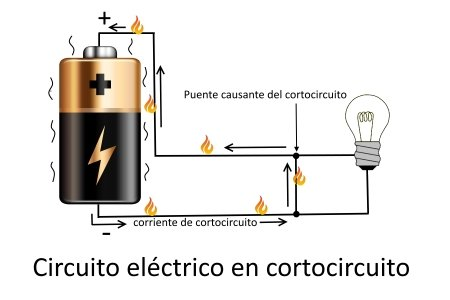 +
Puente causante del cortocircuito
corriente de cortocircuito
-
Circuito eléctrico en cortocircuito